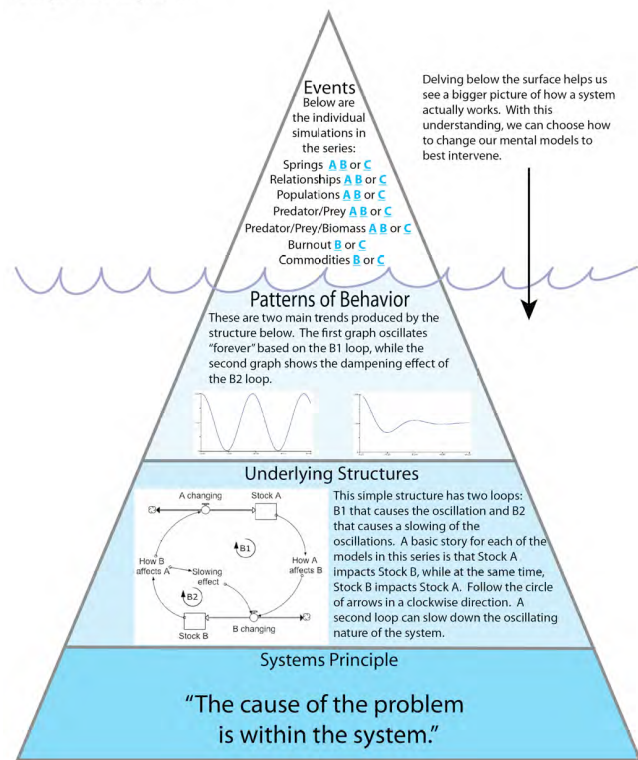 Events
Below are
the individual
simulations in
the series:
Springs A B or C
Relationships A B or C
Populations A B or C
Predator/Prey A B or C
Predator/Prey/Biomass A B or C
Burnout B or C
Commodities B or C
Delving below the surface helps us
see a bigger picture of how a system
actually works. With this
understanding, we can choose how
to change our mental models to
best intervene.
Patterns of Behavior
These are two main trends produced by the
structure below. The first graph oscillates
"forever" based on the B1 loop, while the
second graph shows the dampening effect of
the B2 loop.
Underlying Structures
A changing
Stock A
B1
How B
affects A
Slowing
effect
How A
affects B
B2
Stock B
B changing
This simple structure has two loops:
B1 that causes the oscillation and B2
that causes a slowing of the
oscillations. A basic story for each of the
models in this series is that Stock A
impacts Stock B, while at the same time,
Stock B impacts Stock A. Follow the circle
of arrows in a clockwise direction. A
second loop can slow down the oscillating
nature of the system.
Systems Principle
"The cause of the problem
is within the system."